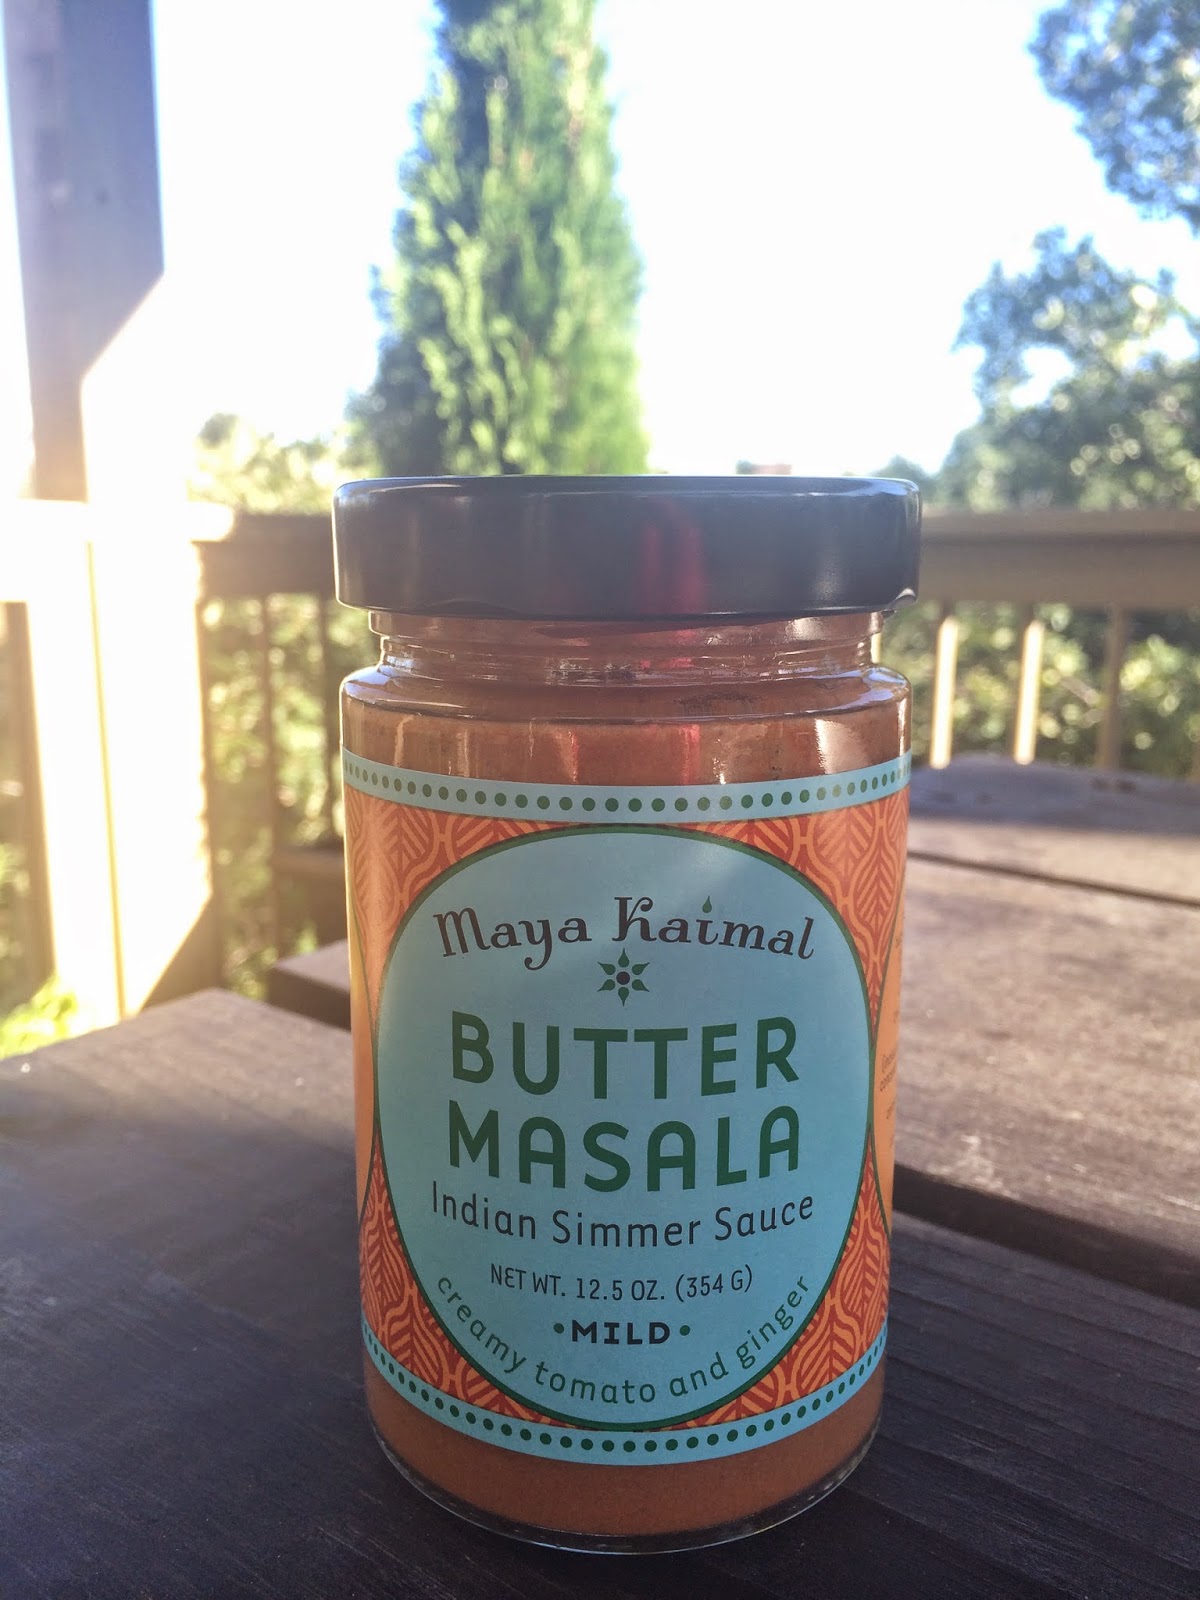 Maya Kaimal
BUTTER
MASALA
Indian Simmer Sauce
NET WT. 12.5 OZ. (354 G)
•MILD•
creamy tomato and ginger